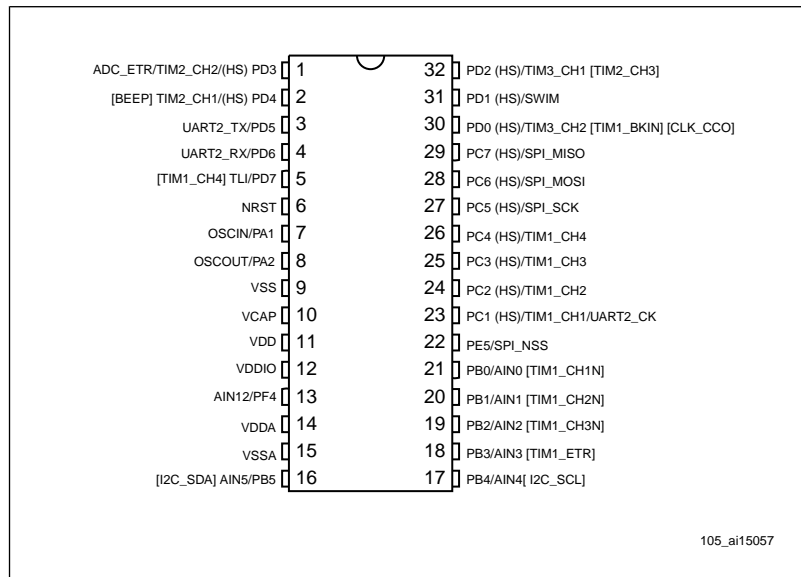 ADC_ETR/TIM2_CH2/(HS) PD3 1 32 PD2 (HS)/TIM3_CH1 [TIM2_CH3]
[BEEP] TIM2_CH1/(HS) PD4 2 31 PD1 (HS)/SWIM
UART2_TX/PD5 3 30 PD0 (HS)/TIM3_CH2 [TIM1_BKIN] [CLK_CCO]
UART2_RX/PD6 4 29 PC7 (HS)/SPI_MISO
[TIM1_CH4] TLI/PD7 5 28 PC6 (HS)/SPI_MOSI
NRST 6 27 PC5 (HS)/SPI_SCK
OSCIN/PA1 7 26 PC4 (HS)/TIM1_CH4
OSCOUT/PA2 8 25 PC3 (HS)/TIM1_CH3
VSS 9 24 PC2 (HS)/TIM1_CH2
VCAP 10 23 PC1 (HS)/TIM1_CH1/UART2_CK
VDD 11 22 PE5/SPI_NSS
VDDIO 12 21 PB0/AIN0 [TIM1_CH1N]
AIN12/PF4 13 20 PB1/AIN1 [TIM1_CH2N]
VDDA 14 19 PB2/AIN2 [TIM1_CH3N]
VSSA 15 18 PB3/AIN3 [TIM1_ETR]
[I2C_SDA] AIN5/PB5 16 17 PB4/AIN4[ I2C_SCL]
105_ai15057